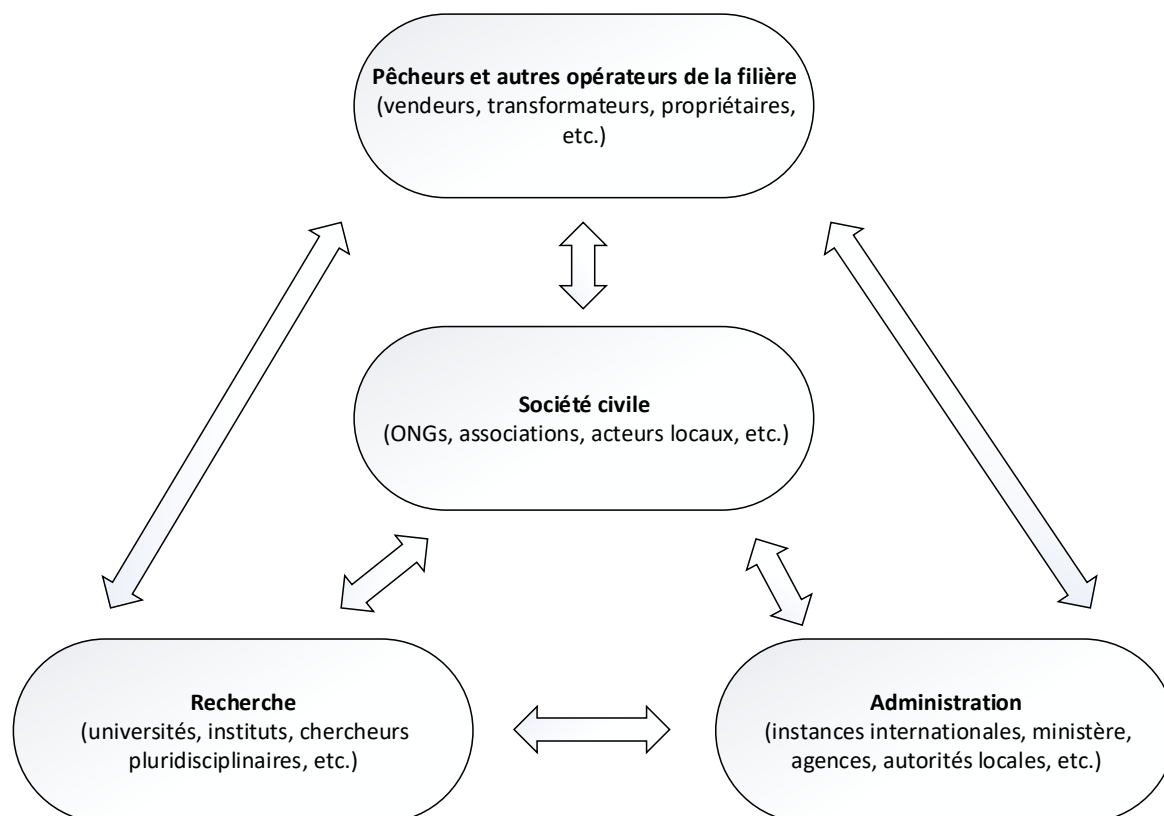 Pêcheurs et autres opérateurs de la filière
(vendeurs, transformateurs, propriétaires,
etc.)
Société civile
(ONGs, associations, acteurs locaux, etc.)
Recherche
(universités, instituts, chercheurs
pluridisciplinaires, etc.)
Administration
(instances internationales, ministère,
agences, autorités locales, etc.)